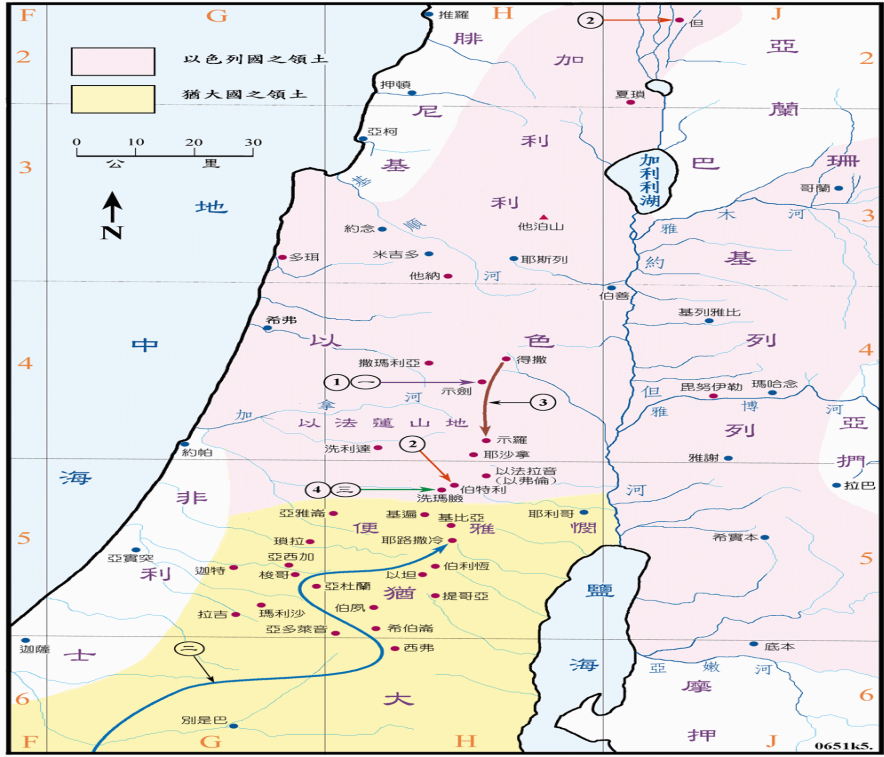 F
G
H
J
2
以色列國之領土
猶大國之領土
0
10
20
30
公
里
N
推羅
②
但
腓
尼
基
加
利
利
亞
蘭
2
押頓
夏瑣
亞柯
3
加利利湖
巴
珊
哥蘭
3
地
中
海
基
順
河
他泊山
雅
木
河
約念
米吉多
耶斯列
多珥
他納
約
但
河
基
列
伯善
希弗
基列雅比
4
以
色
列
4
撒瑪利亞
得撒
①
㊀
示劍
毘努伊勒
瑪哈念
③
加
拿
河
雅
博
河
以法蓮山地
示羅
亞
捫
約帕
洗利達
②
耶沙拿
雅謝
以法拉音
(以弗倫)
④
㊂
伯特利
洗瑪臉
拉巴
非
利
士
亞雅崙
基遍
基比亞
耶利哥
5
便
雅
憫
5
瑣拉
耶路撒冷
希實本
亞實突
亞西加
迦特
梭哥
伯利恆
以坦
亞杜蘭
猶
大
提哥亞
鹽
海
拉吉
瑪利沙
伯夙
亞多萊音
希伯崙
迦薩
㊁
西弗
底本
亞
嫩
河
6
摩
押
6
別是巴
F
G
H
J
0651k5.